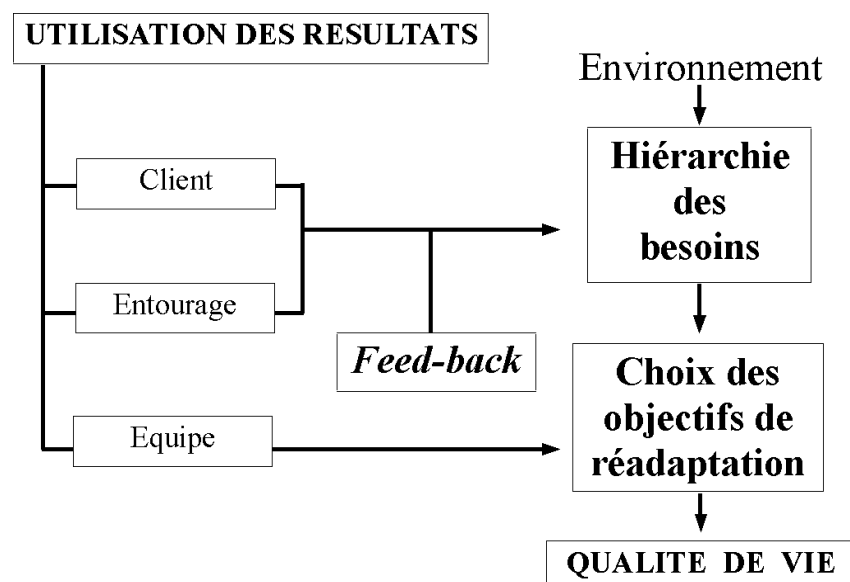 UTILISATION DES RESULTATS
Environnement
Client
Hiérarchie
des
besoins
Entourage
Feed-back
Choix des
objectifs de
réadaptation
Equipe
QUALITE DE VIE